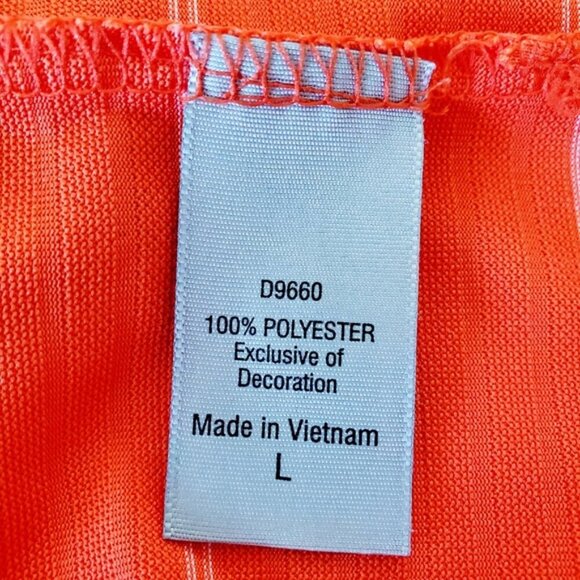 D9660
100% POLYESTER
Exclusive of
Decoration
Made in Vietnam
L